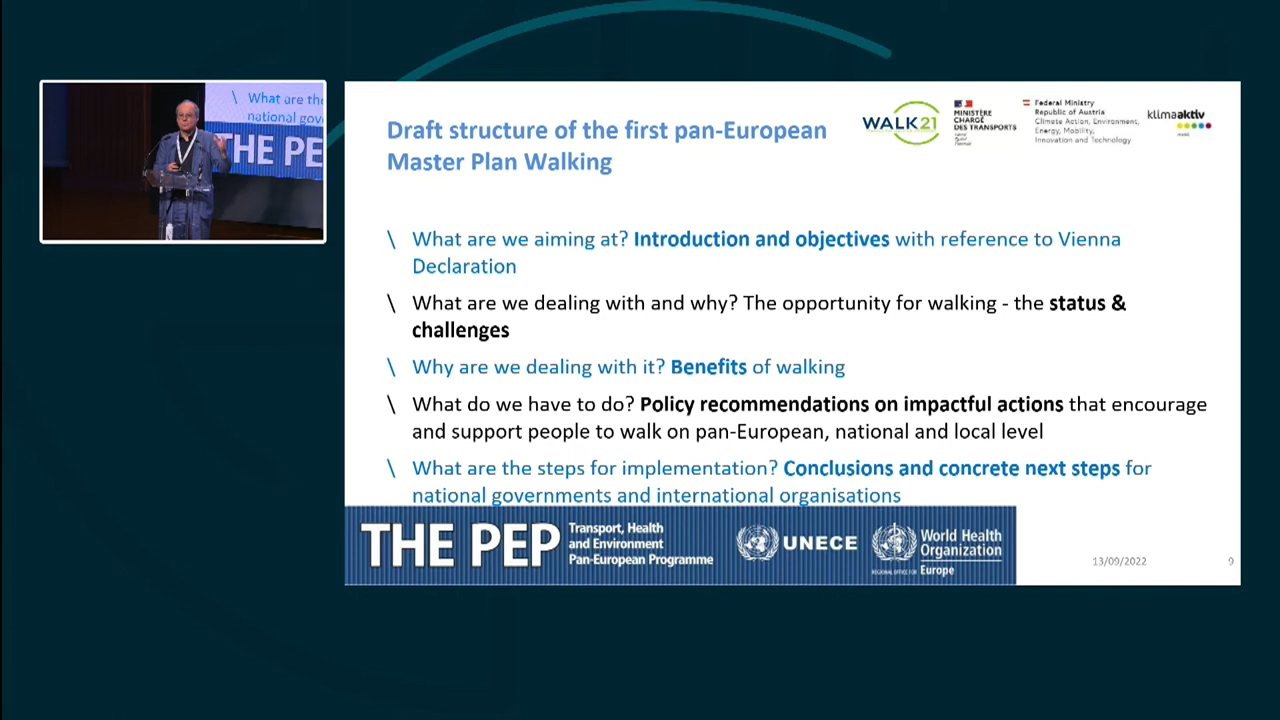 \ What are the
national gov
THE PE
Draft structure of the first pan-European
Master Plan Walking
WALK21
MINISTÈRE
CHARGÉ
DES TRANSPORTS
Federal Ministry
Republic of Austria
Climate Action, Environment,
Energy, Mobility,
Innovation and Technology
klimaaktiv
\ What are we aiming at? Introduction and objectives with reference to Vienna
Declaration
\ What are we dealing with and why? The opportunity for walking - the status &
challenges
\ Why are we dealing with it? Benefits of walking
\ What do we have to do? Policy recommendations on impactful actions that encourage
and support people to walk on pan-European, national and local level
\ What are the steps for implementation? Conclusions and concrete next steps for
national governments and international organisations
THE PEP
Transport, Health
and Environment
Pan-European Programme
UNECE
World Health
Organization
REGIONAL OFFICE FOR Europe
13/09/2022
9